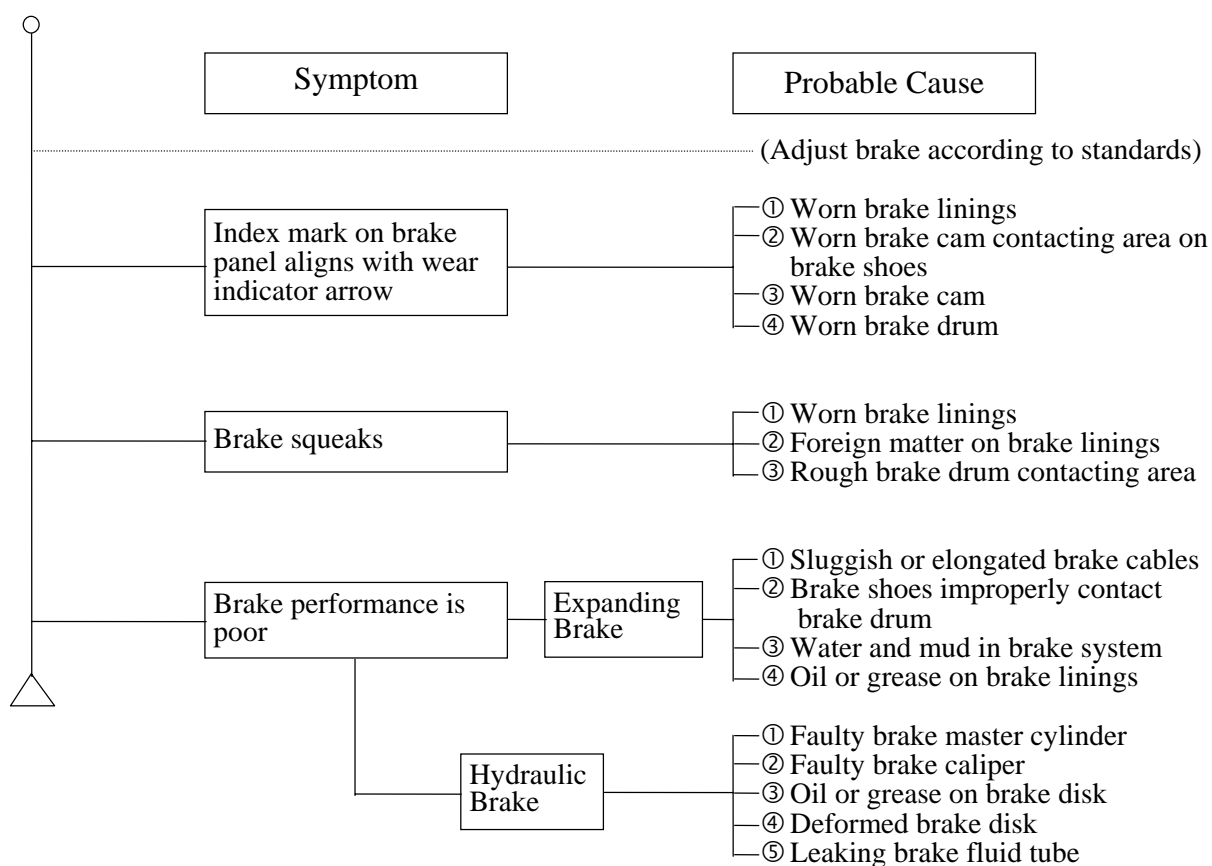 Symptom
Probable Cause
(Adjust brake according to standards)
Index mark on brake
panel aligns with wear
indicator arrow
① Worn brake linings
② Worn brake cam contacting area on
brake shoes
③ Worn brake cam
④ Worn brake drum
Brake squeaks
① Worn brake linings
② Foreign matter on brake linings
③ Rough brake drum contacting area
Brake performance is
poor
Expanding
Brake
① Sluggish or elongated brake cables
② Brake shoes improperly contact
brake drum
③ Water and mud in brake system
④ Oil or grease on brake linings
Hydraulic
Brake
① Faulty brake master cylinder
② Faulty brake caliper
③ Oil or grease on brake disk
④ Deformed brake disk
⑤ Leaking brake fluid tube